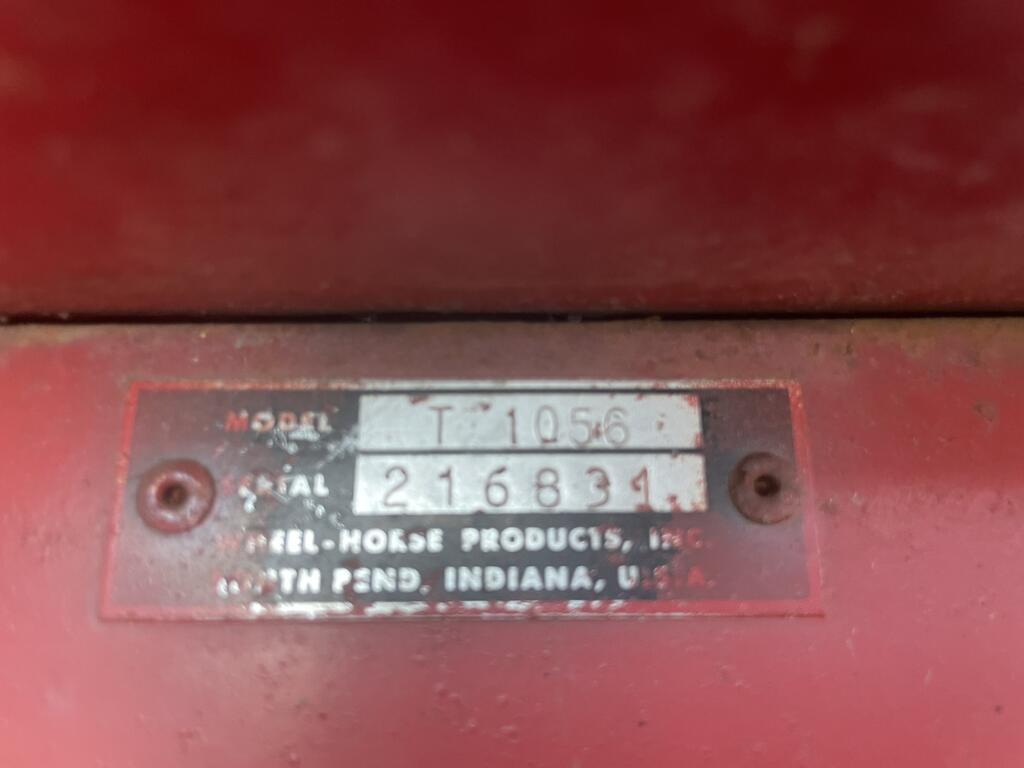 MODEL T 1056
SERIAL 216831
WHEEL-HORSE PRODUCTS, INC.
SOUTH BEND, INDIANA, U.S.A.